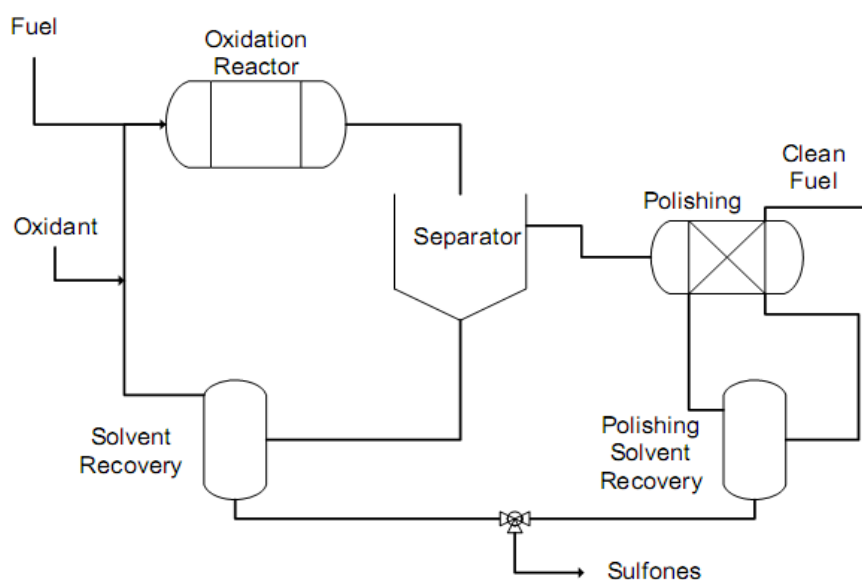 Fuel
Oxidation
Reactor
Clean
Fuel
Polishing
Oxidant
Separator
Solvent
Recovery
Polishing
Solvent
Recovery
Sulfones